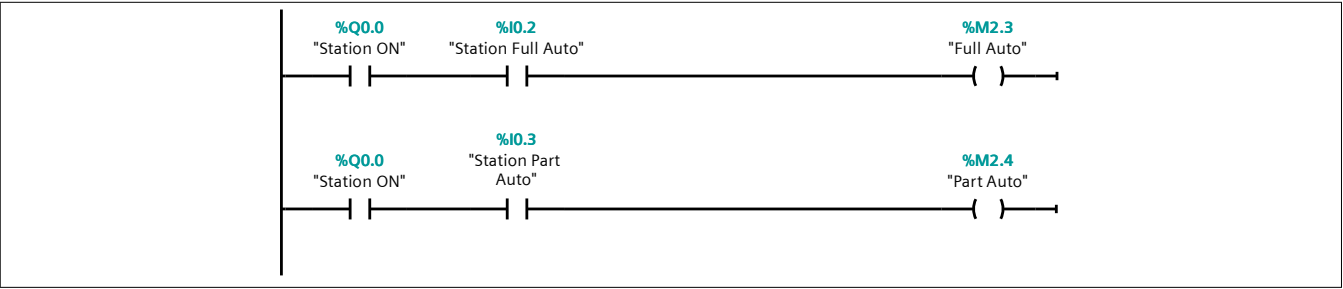 %Q0.0 %I0.2 %M2.3
"Station ON" "Station Full Auto" "Full Auto"
%I0.3
%Q0.0 "Station Part %M2.4
"Station ON" Auto" "Part Auto"